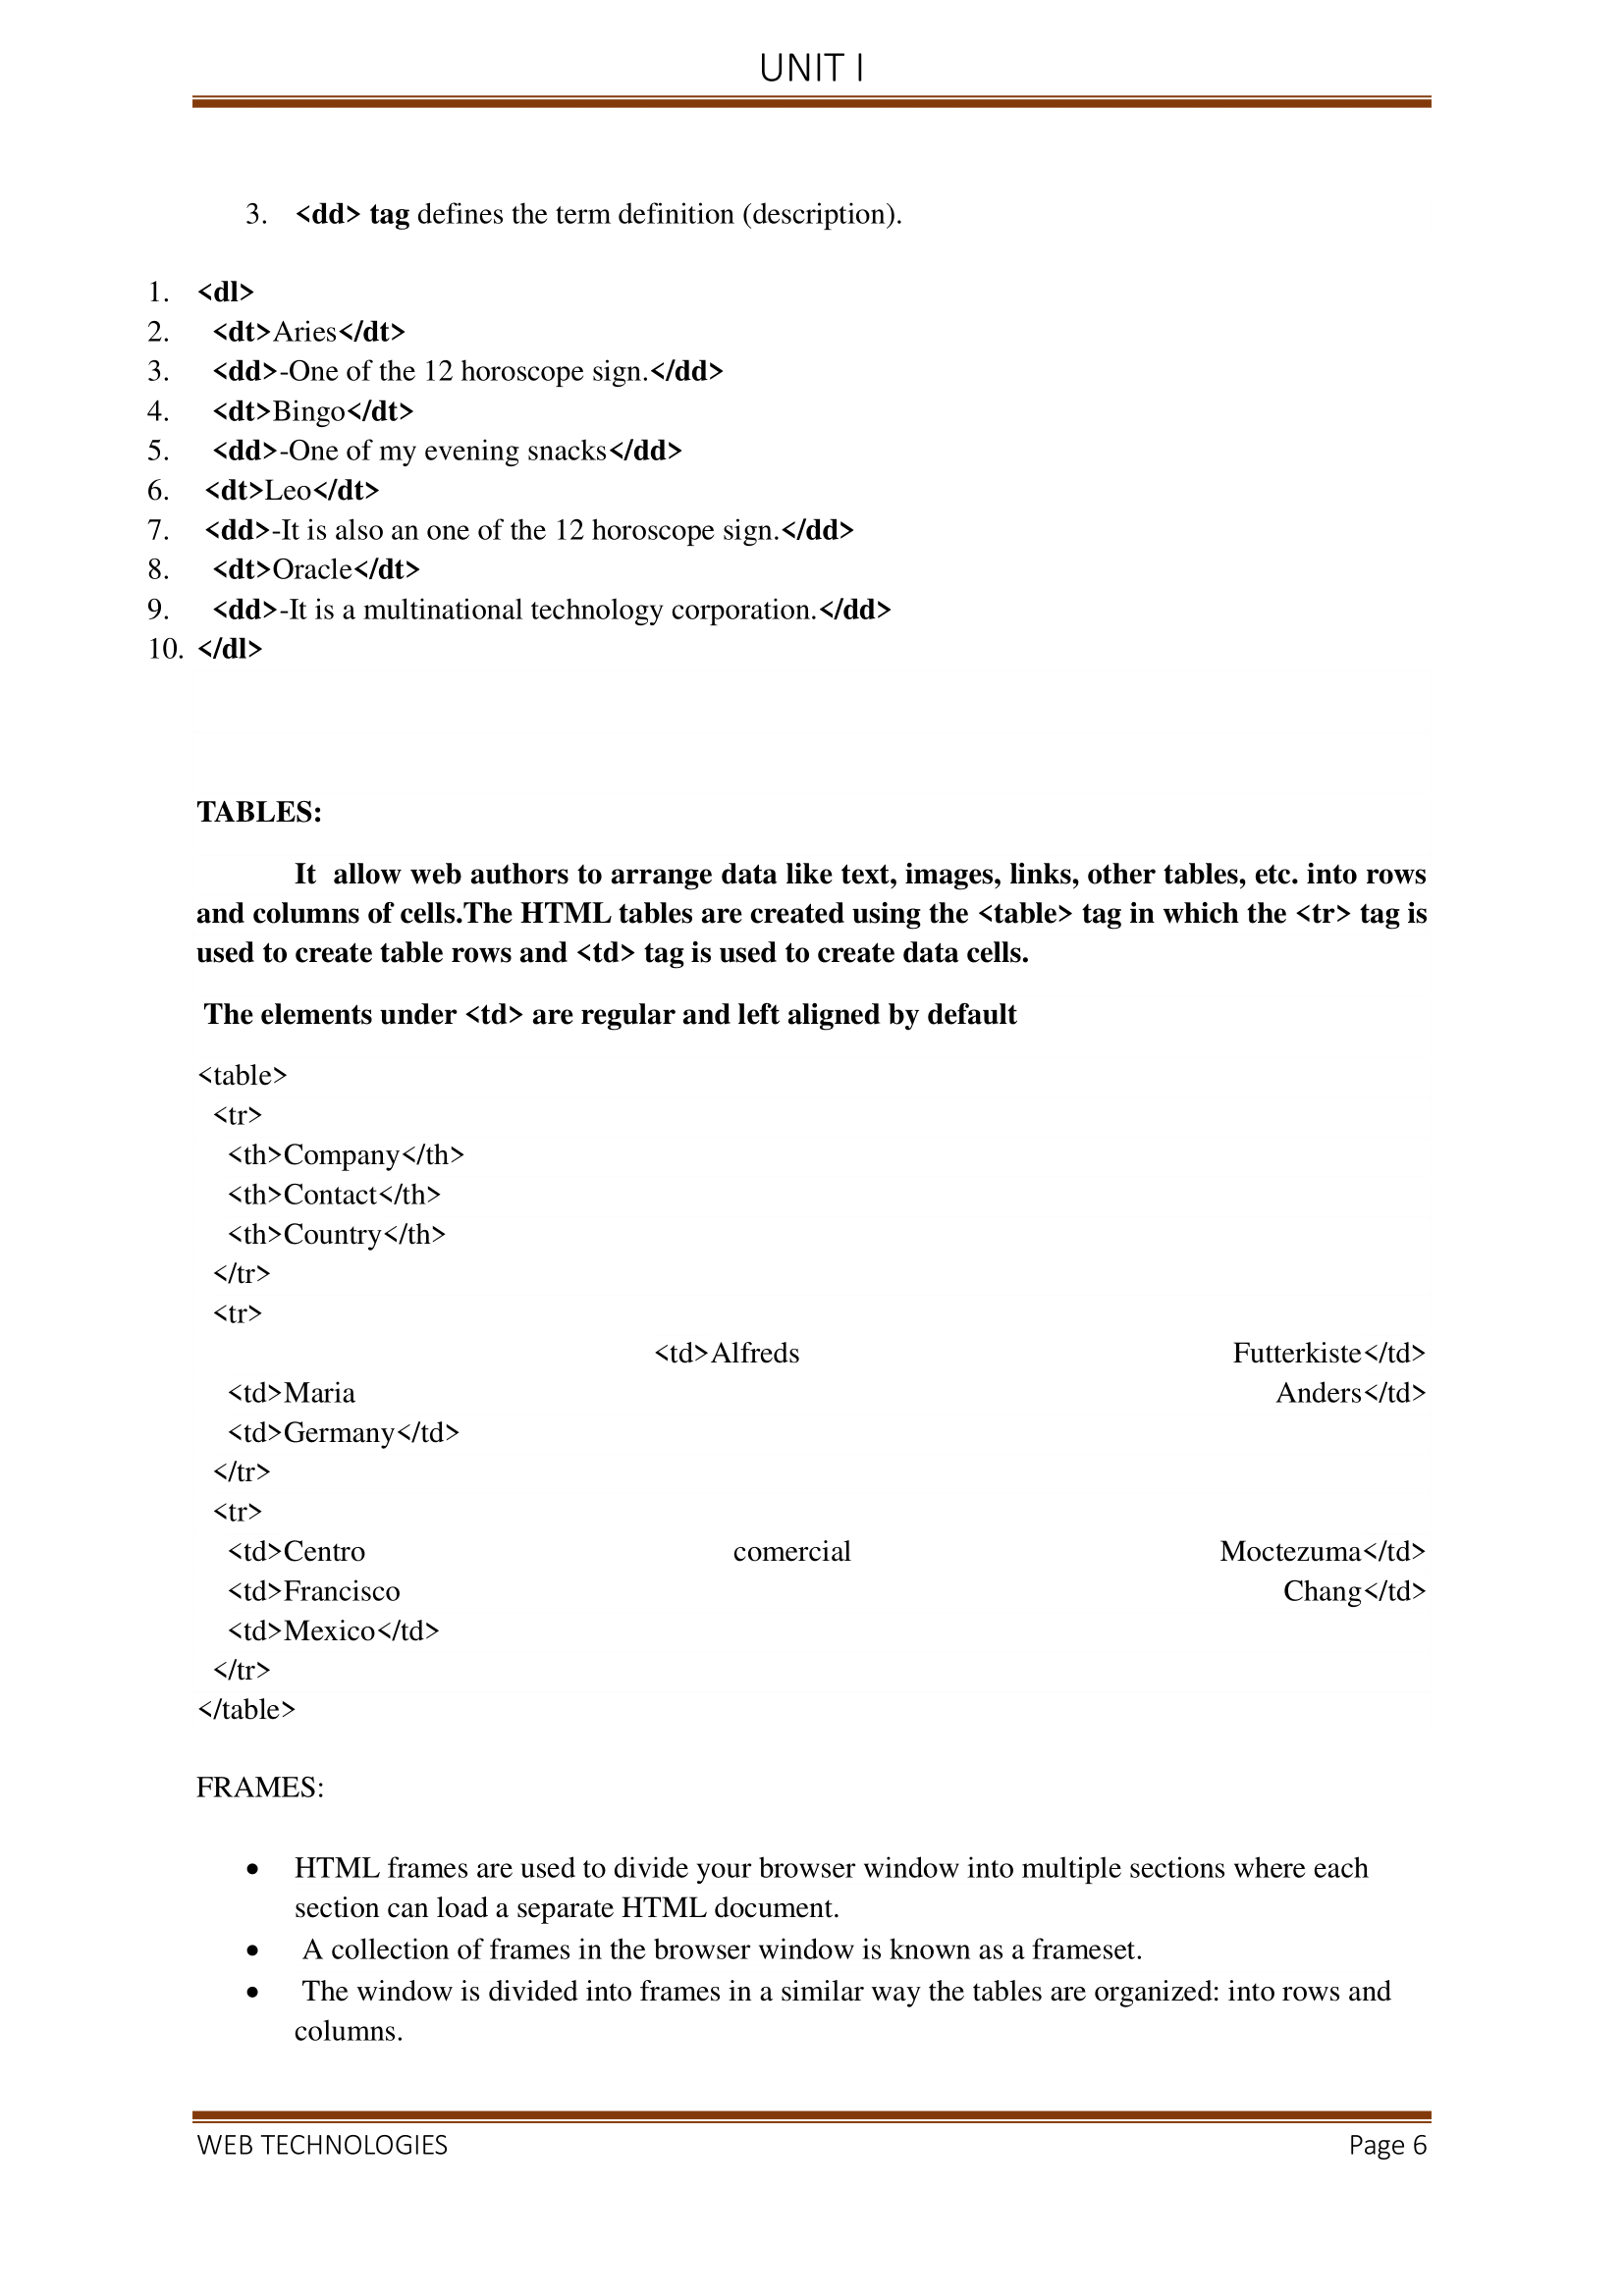 UNIT I
3. <dd> tag defines the term definition (description).
1. <dl>
2. <dt>Aries</dt>
3. <dd>-One of the 12 horoscope sign.</dd>
4. <dt>Bingo</dt>
5. <dd>-One of my evening snacks</dd>
6. <dt>Leo</dt>
7. <dd>-It is also an one of the 12 horoscope sign.</dd>
8. <dt>Oracle</dt>
9. <dd>-It is a multinational technology corporation.</dd>
10. </dl>
TABLES:
It allow web authors to arrange data like text, images, links, other tables, etc. into rows
and columns of cells.The HTML tables are created using the <table> tag in which the <tr> tag is
used to create table rows and <td> tag is used to create data cells.
The elements under <td> are regular and left aligned by default
<table>
<tr>
<th>Company</th>
<th>Contact</th>
<th>Country</th>
</tr>
<tr>
<td>Alfreds Futterkiste</td>
<td>Maria Anders</td>
<td>Germany</td>
</tr>
<tr>
<td>Centro comercial Moctezuma</td>
<td>Francisco Chang</td>
<td>Mexico</td>
</tr>
</table>
FRAMES:
• HTML frames are used to divide your browser window into multiple sections where each
section can load a separate HTML document.
• A collection of frames in the browser window is known as a frameset.
• The window is divided into frames in a similar way the tables are organized: into rows and
columns.
WEB TECHNOLOGIES Page 6